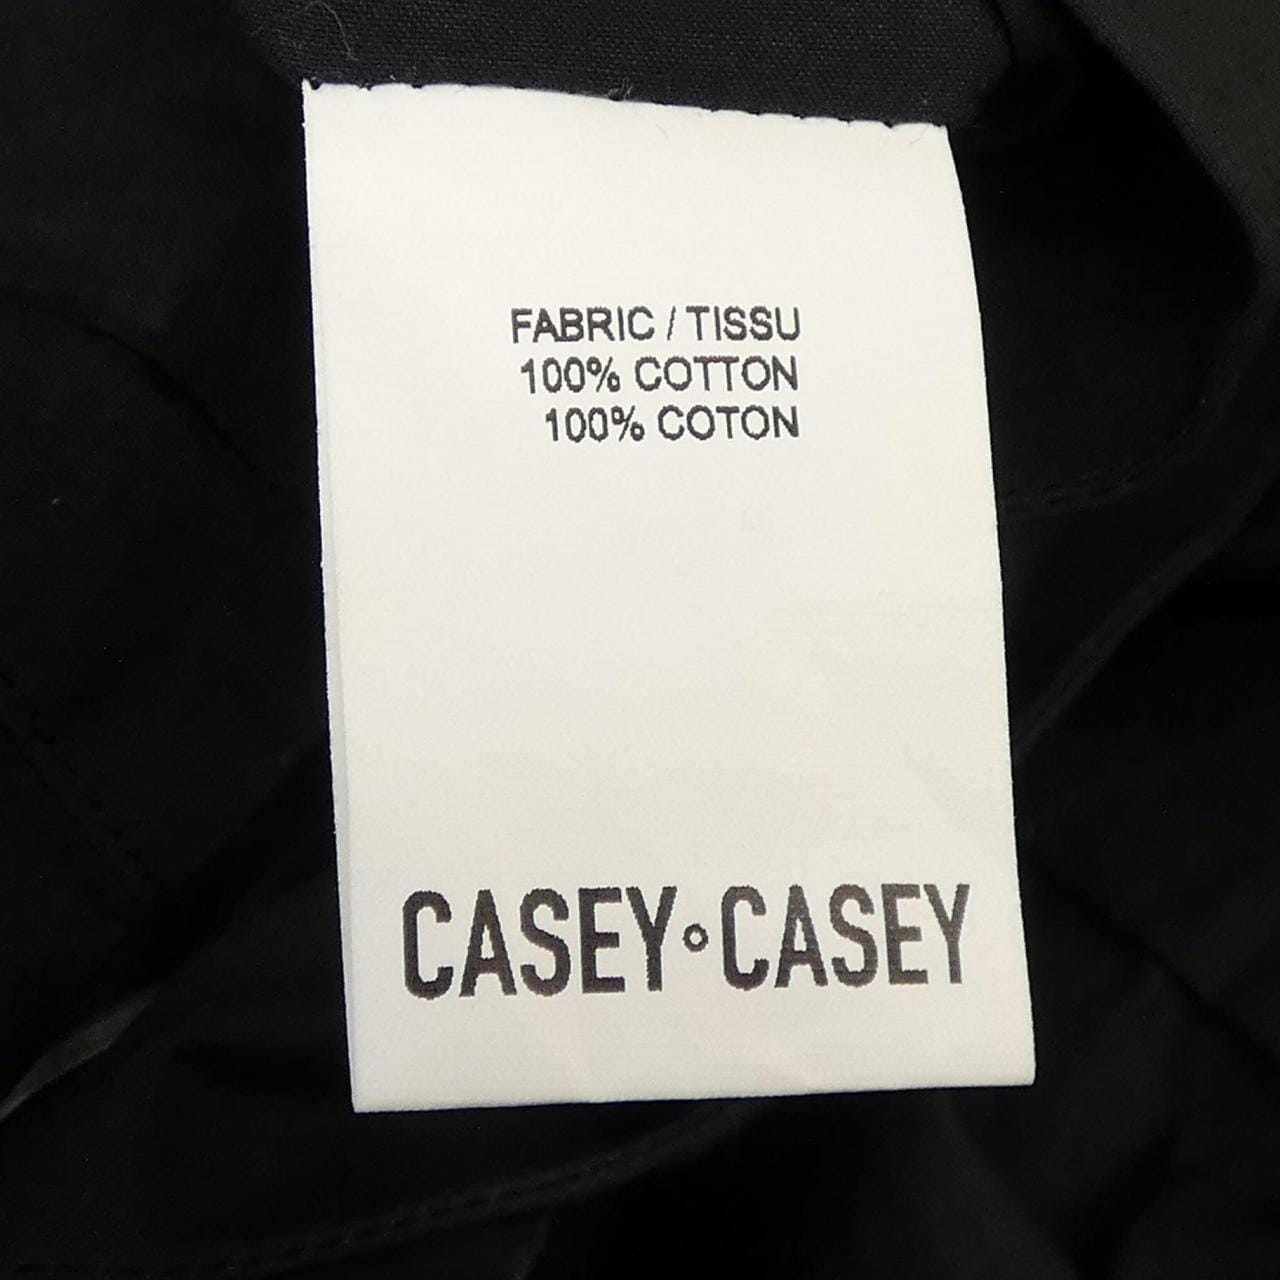 FABRIC / TISSU
100% COTTON
100% COTON
CASEY°CASEY